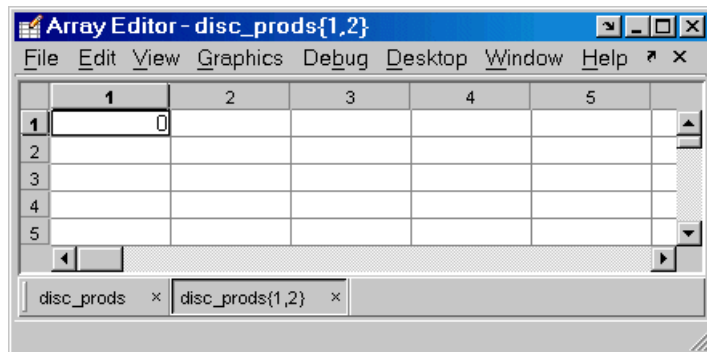 Array Editor - disc_prods{1,2}
File Edit View Graphics Debug Desktop Window Help
1 2 3 4 5
1 0
2
3
4
5
disc_prods × disc_prods{1,2} ×